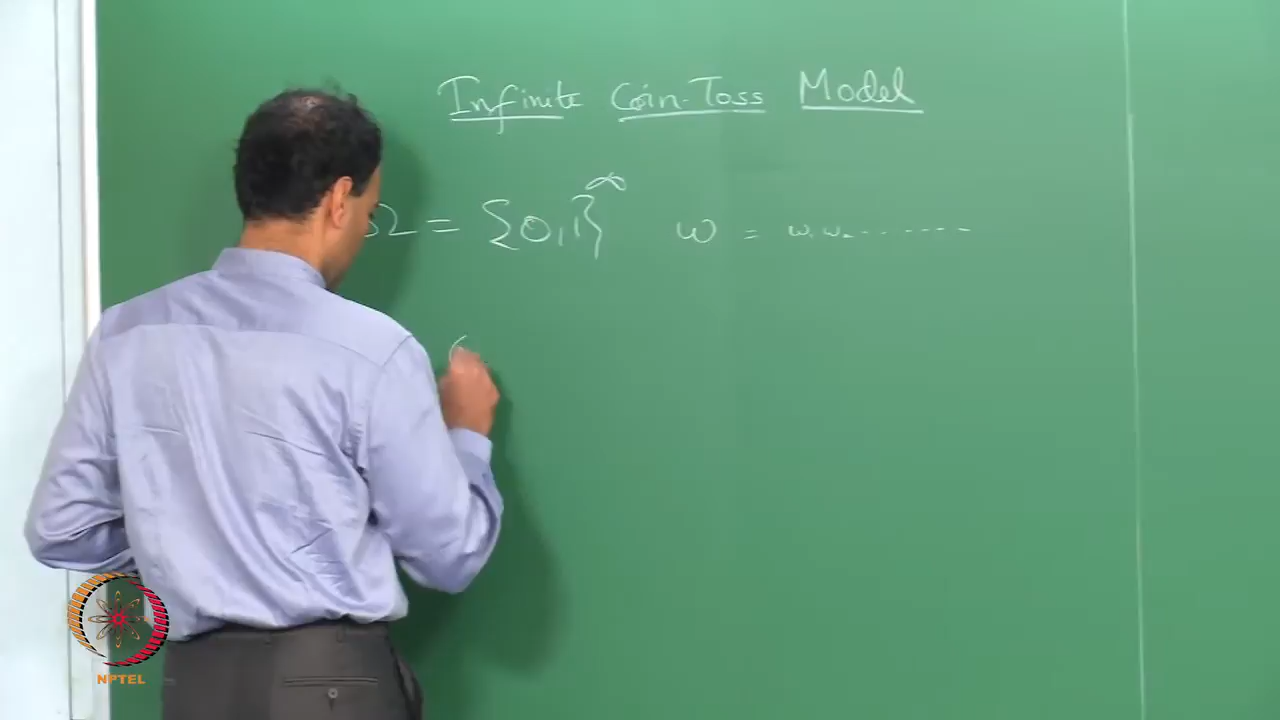 Infinite Coin-Toss Model
Ω = {0,1}^∞ ω = ω₁ω₂.......
NPTEL